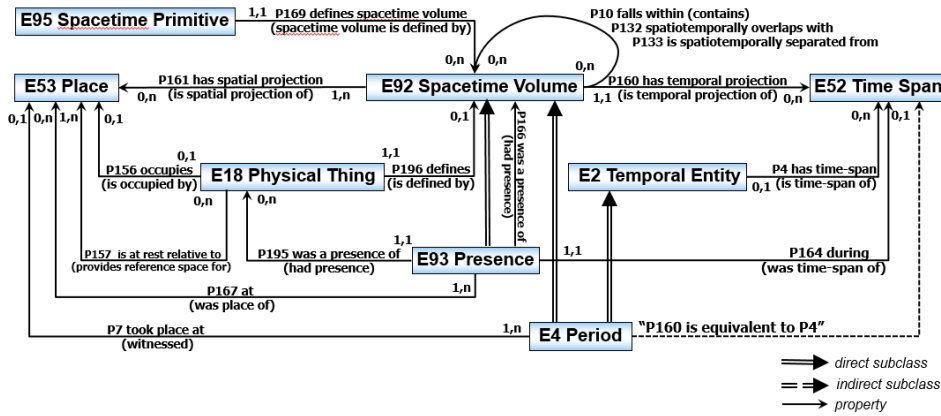 E95 Spacetime Primitive
1,1
P169 defines spacetime volume
(spacetime volume is defined by)
0,n
P10 falls within (contains)
P132 spatiotemporally overlaps with
P133 is spatiotemporally separated from
0,n
0,n
E53 Place
0,n
P161 has spatial projection
(is spatial projection of)
1,n
E92 Spacetime Volume
1,1
P160 has temporal projection
(is temporal projection of)
0,n
E52 Time Span
0,1
0,n
1,n
0,1
0,1
0,n
0,1
P156 occupies
(is occupied by)
0,1
E18 Physical Thing
1,1
P196 defines
(is defined by)
P166 was a presence of
(had presence)
E2 Temporal Entity
0,1
P4 has time-span
(is time-span of)
0,n
0,n
P157 is at rest relative to
(provides reference space for)
P195 was a presence of
(had presence)
1,1
E93 Presence
1,1
P164 during
(was time-span of)
P167 at
(was place of)
1,n
P7 took place at
(witnessed)
1,n
E4 Period
“P160 is equivalent to P4”
direct subclass
indirect subclass
property